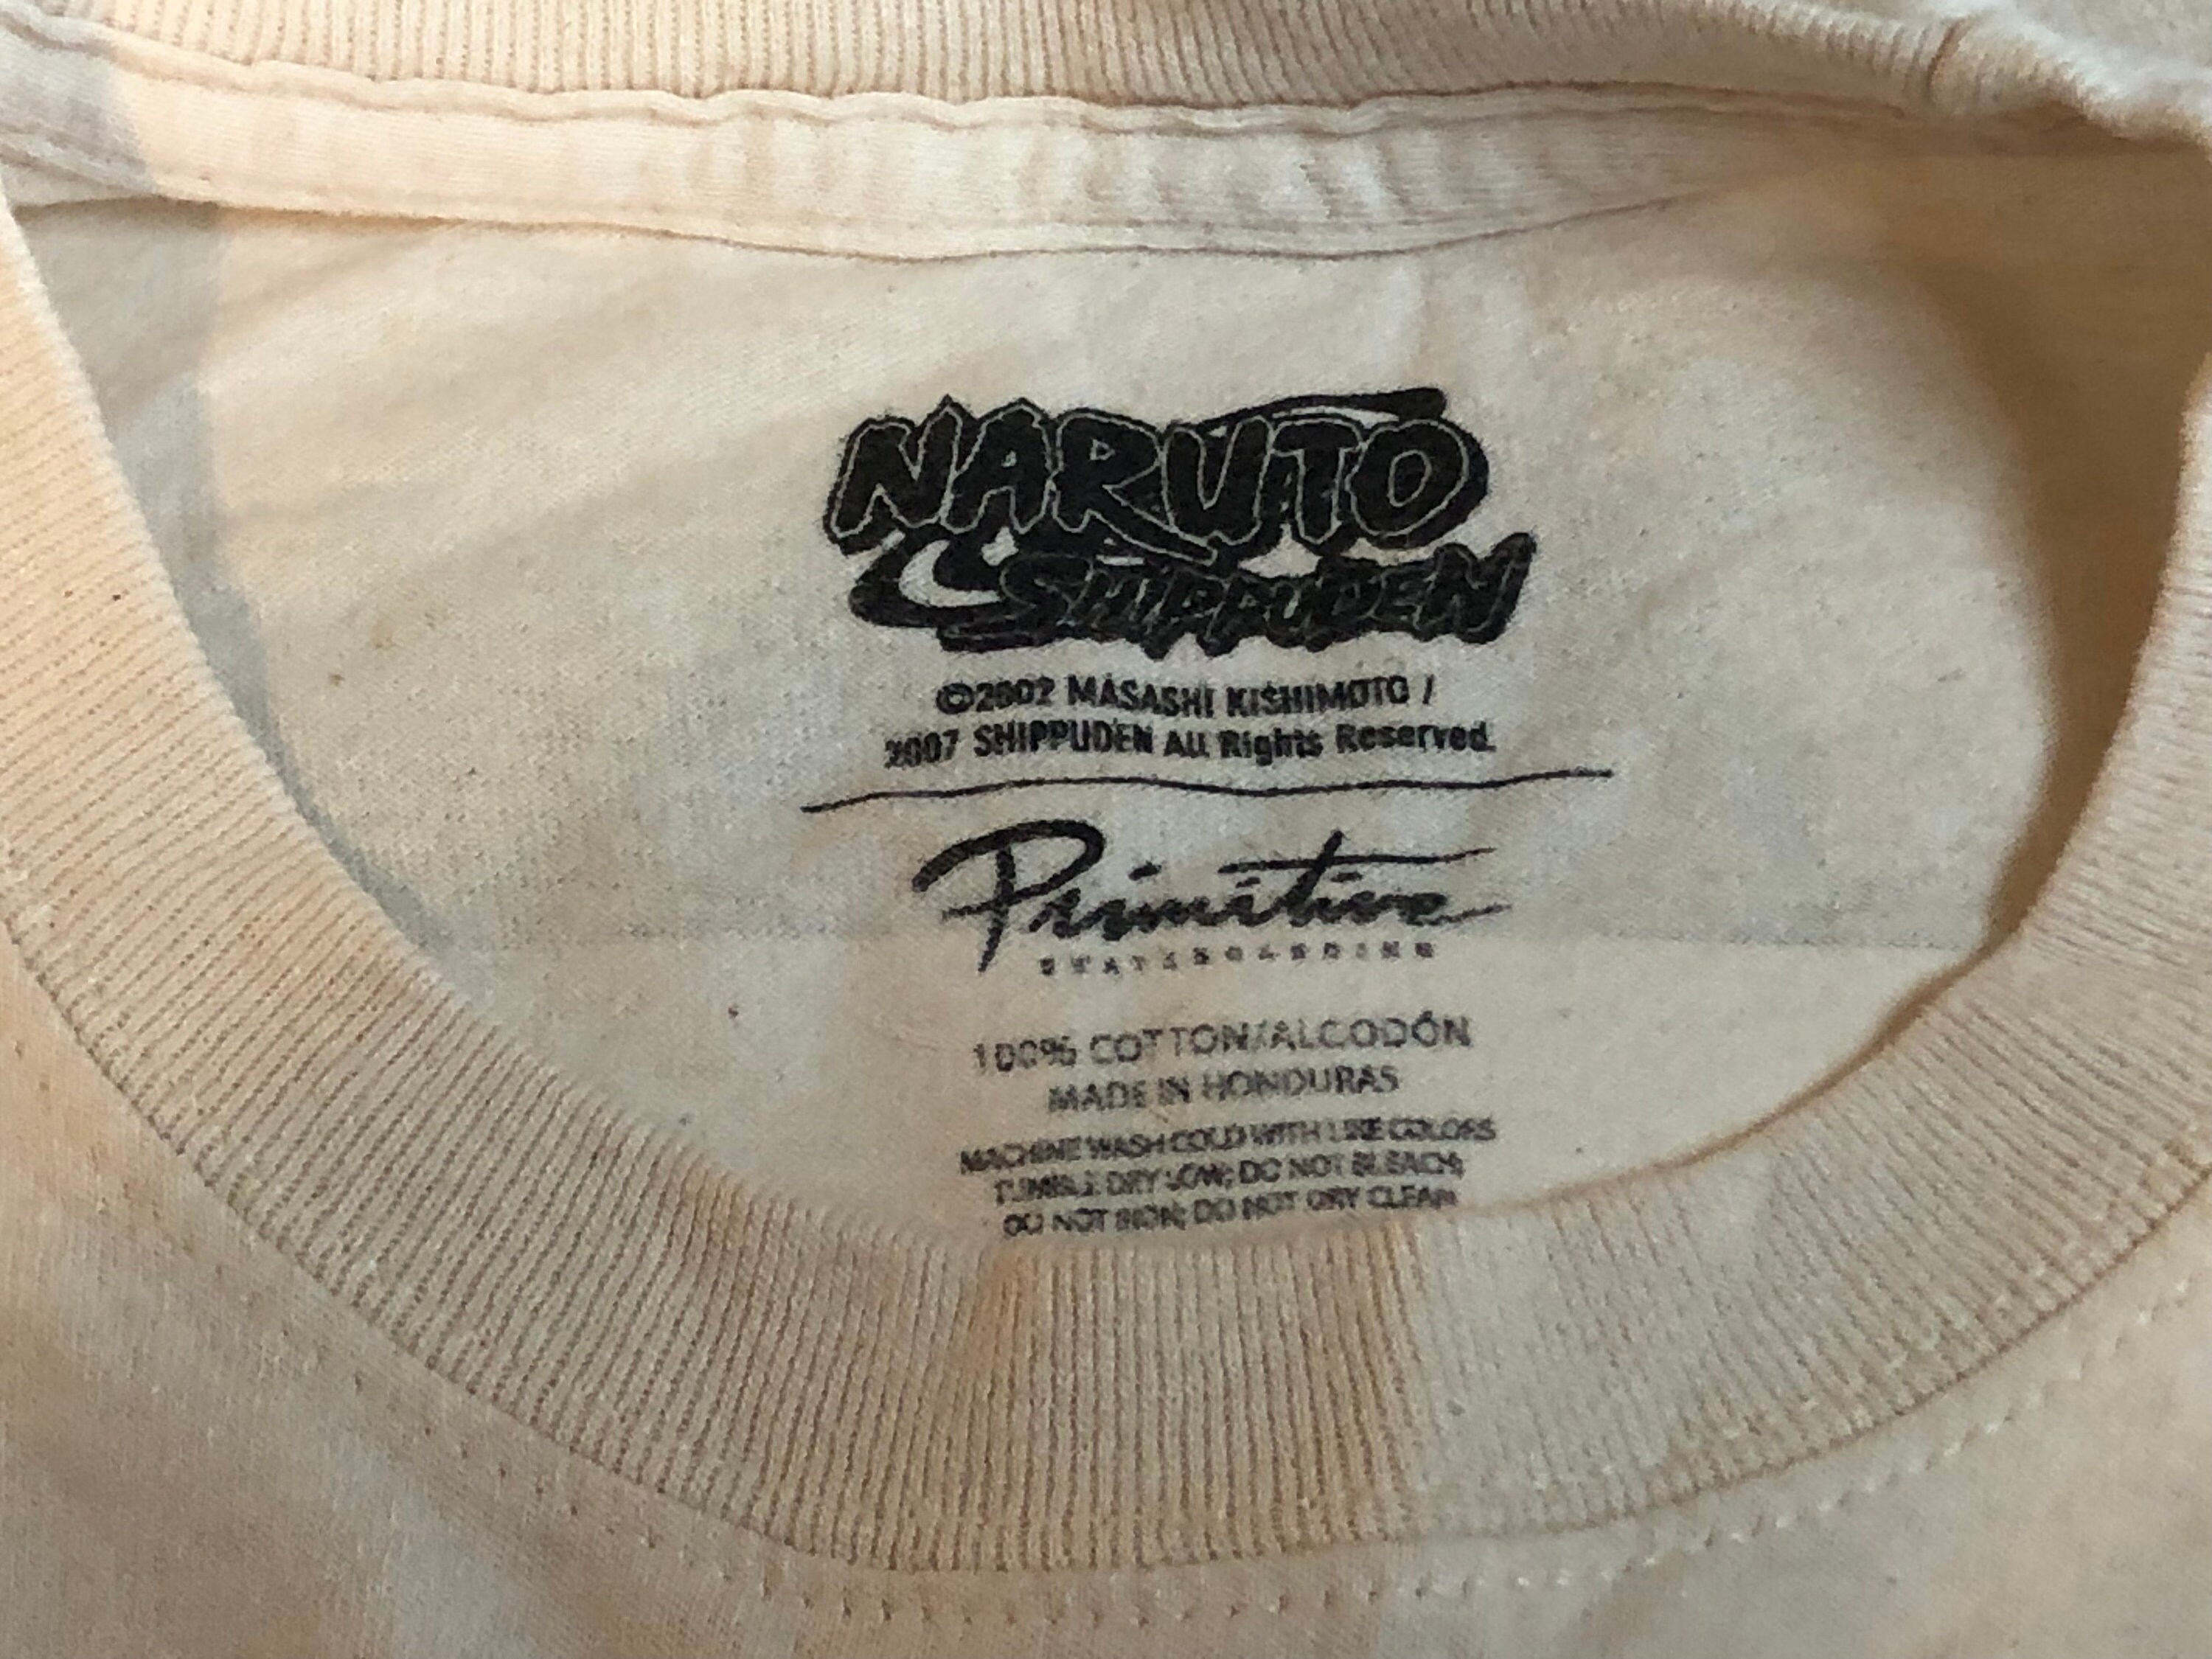 NARUTO
SHIPPUDEN
©2002 MASASHI KISHIMOTO /
2007 SHIPPUDEN All Rights Reserved.
Primitive
SKATEBOARDING
100% COTTON/ALGODÓN
MADE IN HONDURAS
MACHINE WASH COLD WITH LIKE COLORS
TUMBLE DRY LOW; DO NOT BLEACH;
DO NOT IRON; DO NOT DRY CLEAN